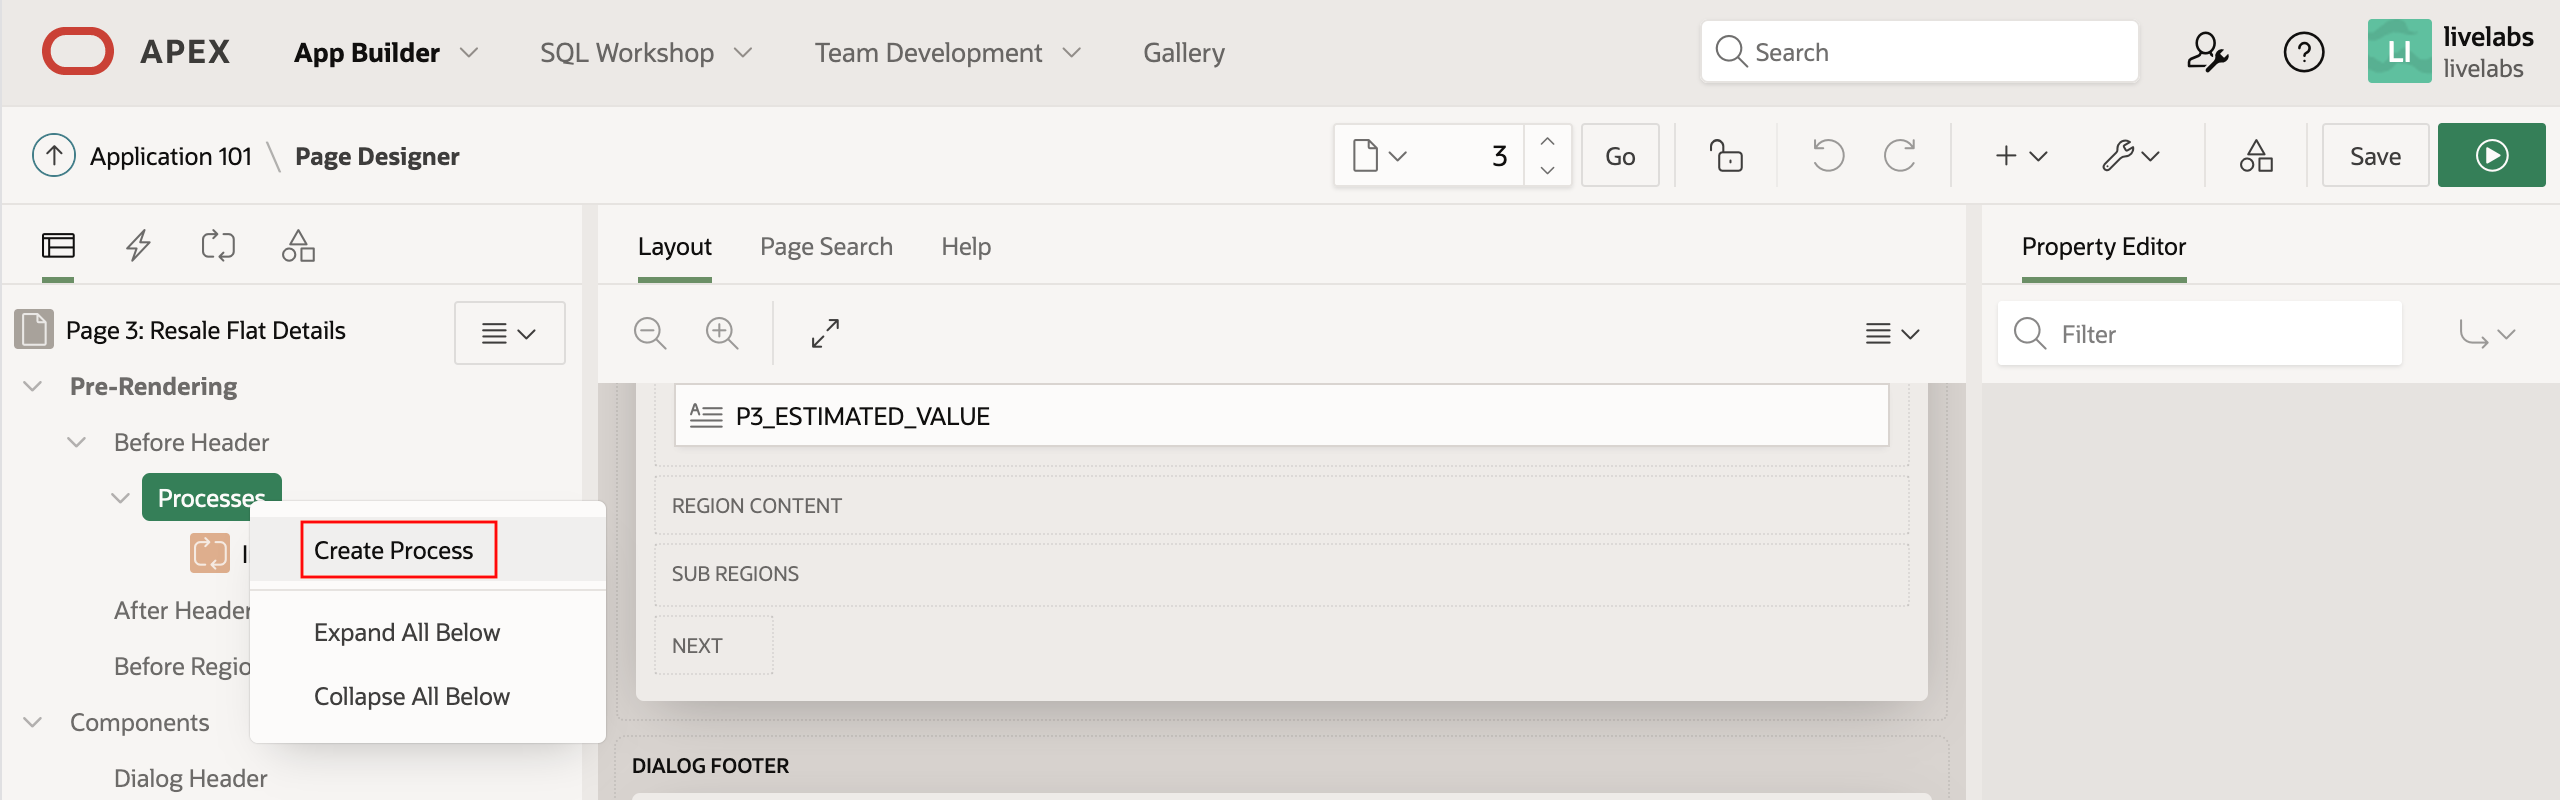 APEX App Builder SQL Workshop Team Development Gallery Search LI livelabs
livelabs
Application 101 \ Page Designer 3 Go Save
Layout Page Search Help Property Editor
Page 3: Resale Flat Details
Filter
Pre-Rendering
Before Header
Processes
Create Process
After Header
Expand All Below
Before Regio
Collapse All Below
Components
Dialog Header
P3_ESTIMATED_VALUE
REGION CONTENT
SUB REGIONS
NEXT
DIALOG FOOTER